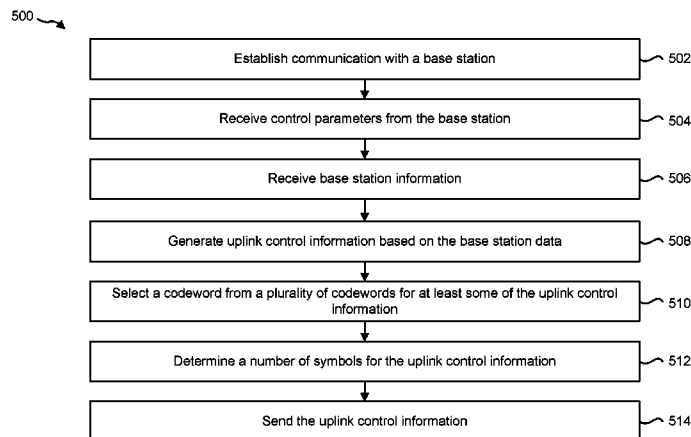 500
Establish communication with a base station
502
Receive control parameters from the base station
504
Receive base station information
506
Generate uplink control information based on the base station data
508
Select a codeword from a plurality of codewords for at least some of the uplink control
information
510
Determine a number of symbols for the uplink control information
512
Send the uplink control information
514